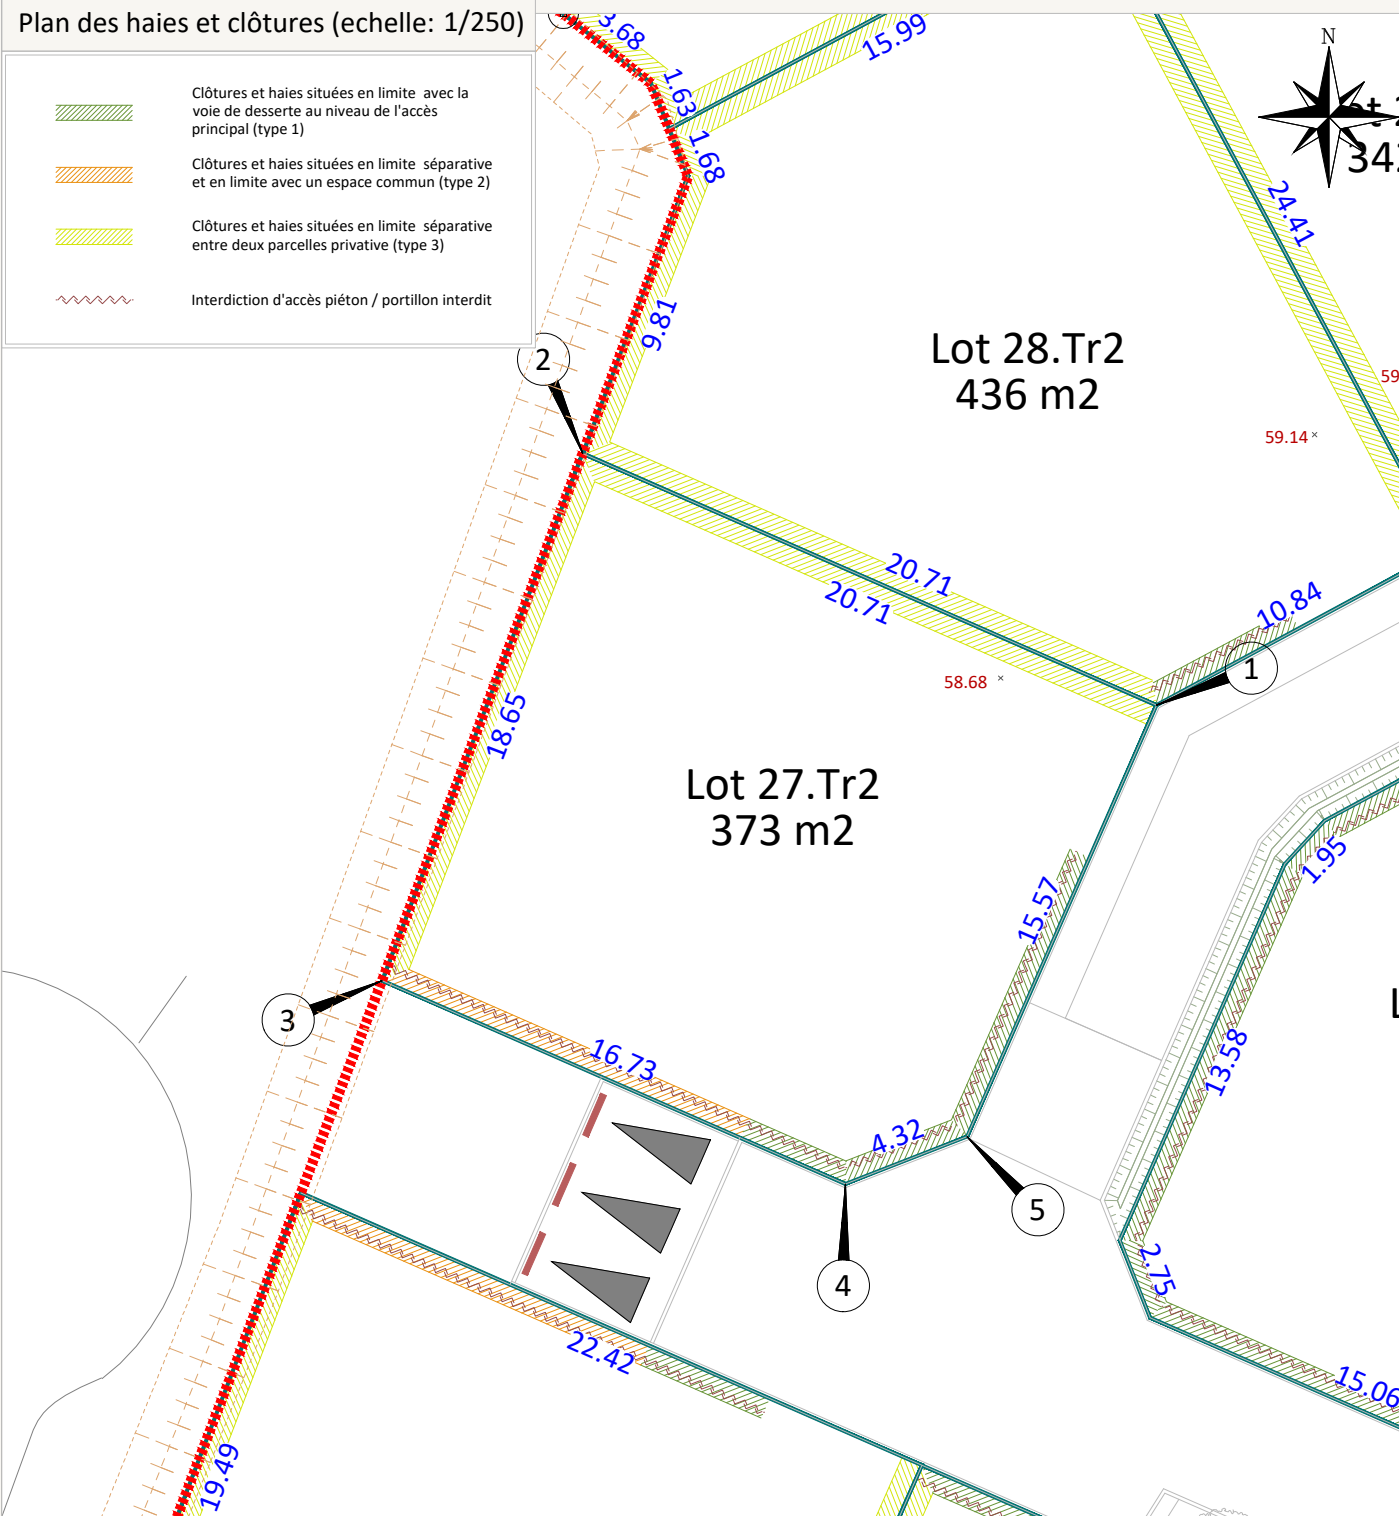 Plan des haies et clôtures (echelle: 1/250)
Clôtures et haies situées en limite avec la
voie de desserte au niveau de l'accès
principal (type 1)
Clôtures et haies situées en limite séparative
et en limite avec un espace commun (type 2)
Clôtures et haies situées en limite séparative
entre deux parcelles privative (type 3)
Interdiction d'accès piéton / portillon interdit
3.68
15.99
N
1.63
1.68
24.41
9.81
Lot 28.Tr2
436 m2
2
59.14
20.71
20.71
10.84
1
58.68
18.65
Lot 27.Tr2
373 m2
1.95
15.57
3
16.73
13.58
4.32
5
4
2.75
22.42
15.06
19.49